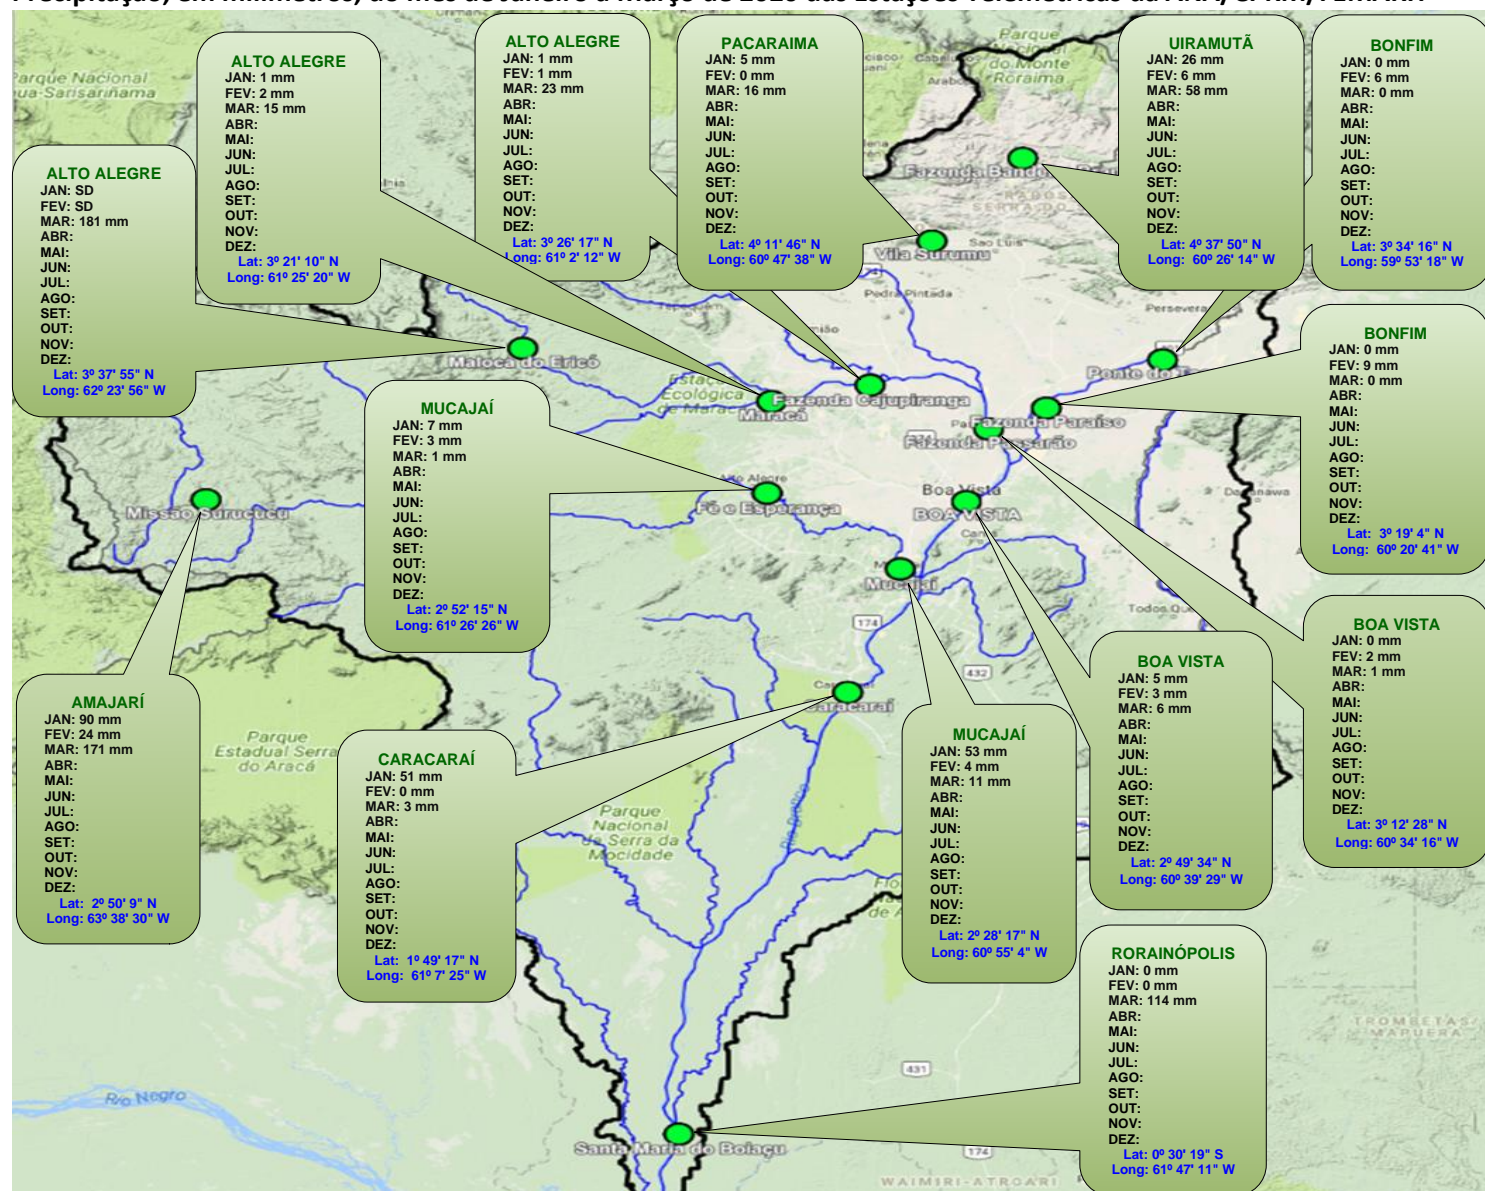 ALTO ALEGRE
JAN: SD
FEV: SD
MAR: 181 mm
ABR:
MAI:
JUN:
JUL:
AGO:
SET:
OUT:
NOV:
DEZ:
Lat: 3º 37' 55" N
Long: 62º 23' 56" W
ALTO ALEGRE
JAN: 1 mm
FEV: 2 mm
MAR: 15 mm
ABR:
MAI:
JUN:
JUL:
AGO:
SET:
OUT:
NOV:
DEZ:
Lat: 3º 21' 10" N
Long: 61º 25' 20" W
ALTO ALEGRE
JAN: 1 mm
FEV: 1 mm
MAR: 23 mm
ABR:
MAI:
JUN:
JUL:
AGO:
SET:
OUT:
NOV:
DEZ:
Lat: 3º 26' 17" N
Long: 61º 2' 12" W
PACARAIMA
JAN: 5 mm
FEV: 0 mm
MAR: 16 mm
ABR:
MAI:
JUN:
JUL:
AGO:
SET:
OUT:
NOV:
DEZ:
Lat: 4º 11' 46" N
Long: 60º 47' 38" W
UIRAMUTÃ
JAN: 26 mm
FEV: 6 mm
MAR: 58 mm
ABR:
MAI:
JUN:
JUL:
AGO:
SET:
OUT:
NOV:
DEZ:
Lat: 4º 37' 50" N
Long: 60º 26' 14" W
BONFIM
JAN: 0 mm
FEV: 6 mm
MAR: 0 mm
ABR:
MAI:
JUN:
JUL:
AGO:
SET:
OUT:
NOV:
DEZ:
Lat: 3º 34' 16" N
Long: 59º 53' 18" W
BONFIM
JAN: 0 mm
FEV: 9 mm
MAR: 0 mm
ABR:
MAI:
JUN:
JUL:
AGO:
SET:
OUT:
NOV:
DEZ:
Lat: 3º 19' 4" N
Long: 60º 20' 41" W
MUCAJAÍ
JAN: 7 mm
FEV: 3 mm
MAR: 1 mm
ABR:
MAI:
JUN:
JUL:
AGO:
SET:
OUT:
NOV:
DEZ:
Lat: 2º 52' 15" N
Long: 61º 26' 26" W
BOA VISTA
JAN: 0 mm
FEV: 2 mm
MAR: 1 mm
ABR:
MAI:
JUN:
JUL:
AGO:
SET:
OUT:
NOV:
DEZ:
Lat: 3º 12' 28" N
Long: 60º 34' 16" W
BOA VISTA
JAN: 5 mm
FEV: 3 mm
MAR: 6 mm
ABR:
MAI:
JUN:
JUL:
AGO:
SET:
OUT:
NOV:
DEZ:
Lat: 2º 49' 34" N
Long: 60º 39' 29" W
AMAJARÍ
JAN: 90 mm
FEV: 24 mm
MAR: 171 mm
ABR:
MAI:
JUN:
JUL:
AGO:
SET:
OUT:
NOV:
DEZ:
Lat: 2º 50' 9" N
Long: 63º 38' 30" W
CARACARAÍ
JAN: 51 mm
FEV: 0 mm
MAR: 3 mm
ABR:
MAI:
JUN:
JUL:
AGO:
SET:
OUT:
NOV:
DEZ:
Lat: 1º 49' 17" N
Long: 61º 7' 25" W
MUCAJAÍ
JAN: 53 mm
FEV: 4 mm
MAR: 11 mm
ABR:
MAI:
JUN:
JUL:
AGO:
SET:
OUT:
NOV:
DEZ:
Lat: 2º 28' 17" N
Long: 60º 55' 4" W
RORAINÓPOLIS
JAN: 0 mm
FEV: 0 mm
MAR: 114 mm
ABR:
MAI:
JUN:
JUL:
AGO:
SET:
OUT:
NOV:
DEZ:
Lat: 0º 30' 19" S
Long: 61º 47' 11" W
Parque Nacional
Parque
do Monte
Roraima
Fazenda
Vila Surumu
Sao Luis
Pedra Pintada
Maloca do Ericó
Maracá
Fazenda Cajupiranga
Ponte do
Fazenda Paraíso
Fazenda Passarão
Missão Surucucu
Fé e Esperança
Boa Vista
BOA VISTA
Mucajaí
174
432
Todos
Caracaraí
Parque
Estadual Serra
do Aracá
Parque
Nacional
da Serra da
Mocidade
Rio Branco
Rio Negro
431
174
Santa Maria do Boiaçu
TROMBETAS/
MAPUERA
WAIMIRI-ATROARI